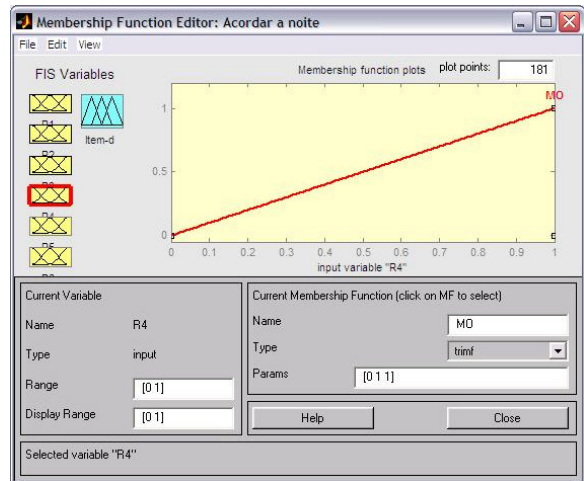 Membership Function Editor: Acordar a noite
File Edit View
FIS Variables
Membership function plots
plot points:
181
R2
R4
R5
Item-d
MO
1
0.5
0
0 0.1 0.2 0.3 0.4 0.5 0.6 0.7 0.8 0.9 1
input variable "R4"
Current Variable
Name R4
Type input
Range [0 1]
Display Range [0 1]
Current Membership Function (click on MF to select)
Name MO
Type trimf
Params [0 1 1]
Help
Close
Selected variable "R4"